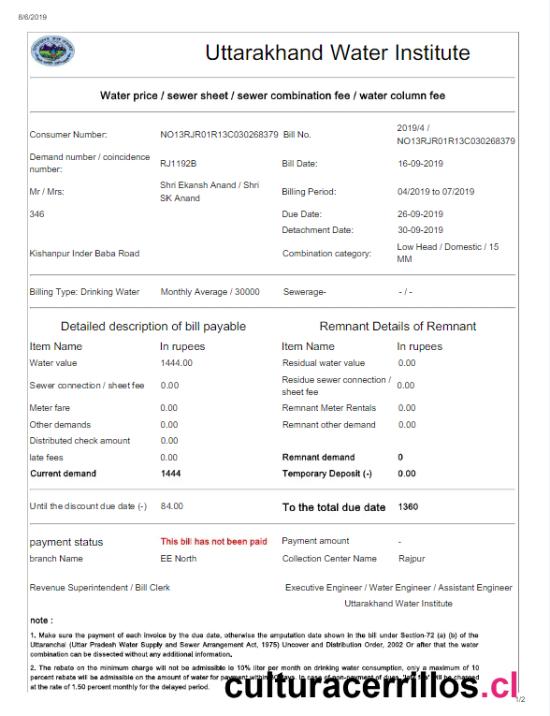 8/6/2019
Uttarakhand Water Institute
Water price / sewer sheet / sewer combination fee / water column fee
Consumer Number: NO13RJR01R13C030268379 Bill No. 2019/4 / NO13RJR01R13C030268379
Demand number / coincidence number: RJ1192B Bill Date: 16-09-2019
Mr / Mrs: Shri Ekansh Anand / Shri SK Anand Billing Period: 04/2019 to 07/2019
346 Due Date: 26-09-2019
Detachment Date: 30-09-2019
Kishanpur Inder Baba Road Combination category: Low Head / Domestic / 15 MM
Billing Type: Drinking Water Monthly Average / 30000 Sewerage- - / -
Detailed description of bill payable Remnant Details of Remnant
Item Name In rupees Item Name In rupees
Water value 1444.00 Residual water value 0.00
Sewer connection / sheet fee 0.00 Residue sewer connection / sheet fee 0.00
Meter fare 0.00 Remnant Meter Rentals 0.00
Other demands 0.00 Remnant other demand 0.00
Distributed check amount 0.00
late fees 0.00 Remnant demand 0
Current demand 1444 Temporary Deposit (-) 0.00
Until the discount due date (-) 84.00 To the total due date 1360
payment status This bill has not been paid Payment amount -
branch Name EE North Collection Center Name Rajpur
Revenue Superintendent / Bill Clerk Executive Engineer / Water Engineer / Assistant Engineer
Uttarakhand Water Institute
note :
1. Make sure the payment of each invoice by the due date, otherwise the amputation date shown in the bill under Section-72 (a) (b) of the
Uttaranchal (Uttar Pradesh Water Supply and Sewer Arrangement Act, 1975) Uncover and Distribution Order, 2002 Or after that the water
combination can be dissected without any additional information.
2. The rebate on the minimum charge will not be admissible to 10% liter per month on drinking water consumption, only a maximum of 10
percent rebate will be admissible on the amount of water for payment within days. In case of non-payment of dues, 'late fee' will be charged
at the rate of 1.50 percent monthly for the delayed period.
culturacerrillos.cl
1/2